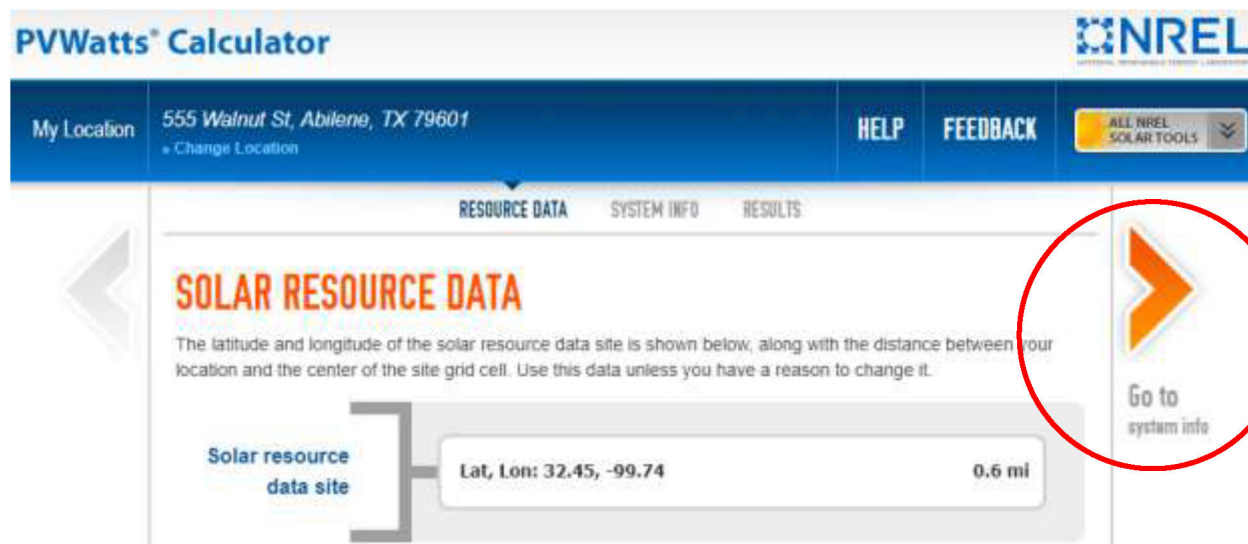 PVWatts® Calculator
NREL
My Location
555 Walnut St, Abilene, TX 79601
» Change Location
HELP
FEEDBACK
ALL NREL
SOLAR TOOLS
RESOURCE DATA
SYSTEM INFO
RESULTS
SOLAR RESOURCE DATA
The latitude and longitude of the solar resource data site is shown below, along with the distance between your
location and the center of the site grid cell. Use this data unless you have a reason to change it.
Go to
system info
Solar resource
data site
Lat, Lon: 32.45, -99.74
0.6 mi